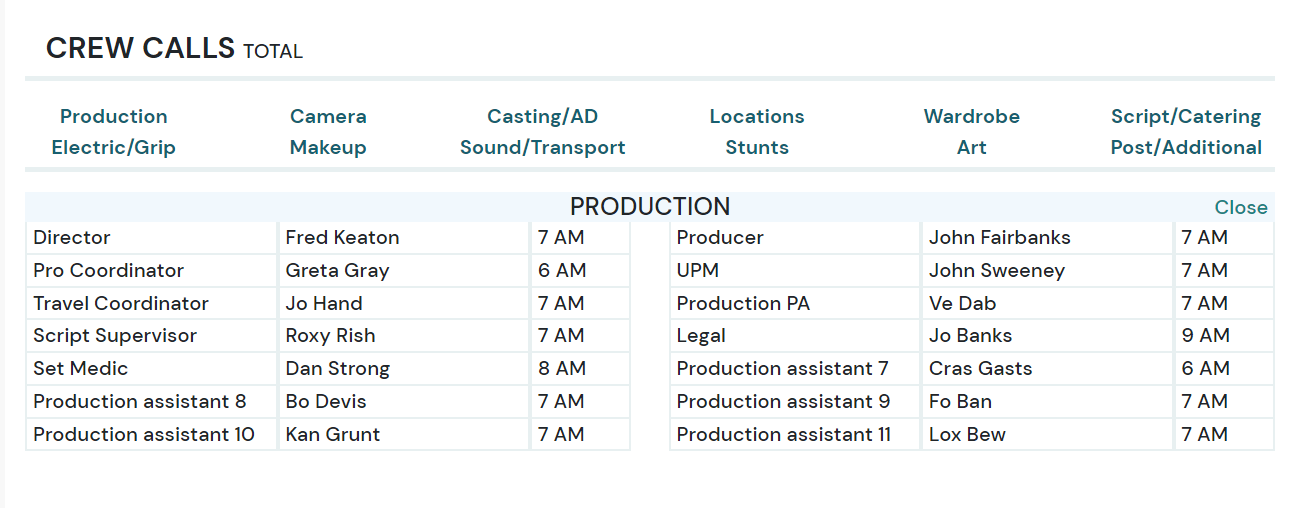 CREW CALLS TOTAL
Production Camera Casting/AD Locations Wardrobe Script/Catering
Electric/Grip Makeup Sound/Transport Stunts Art Post/Additional
PRODUCTION Close
Director Fred Keaton 7 AM Producer John Fairbanks 7 AM
Pro Coordinator Greta Gray 6 AM UPM John Sweeney 7 AM
Travel Coordinator Jo Hand 7 AM Production PA Ve Dab 7 AM
Script Supervisor Roxy Rish 7 AM Legal Jo Banks 9 AM
Set Medic Dan Strong 8 AM Production assistant 7 Cras Gasts 6 AM
Production assistant 8 Bo Devis 7 AM Production assistant 9 Fo Ban 7 AM
Production assistant 10 Kan Grunt 7 AM Production assistant 11 Lox Bew 7 AM